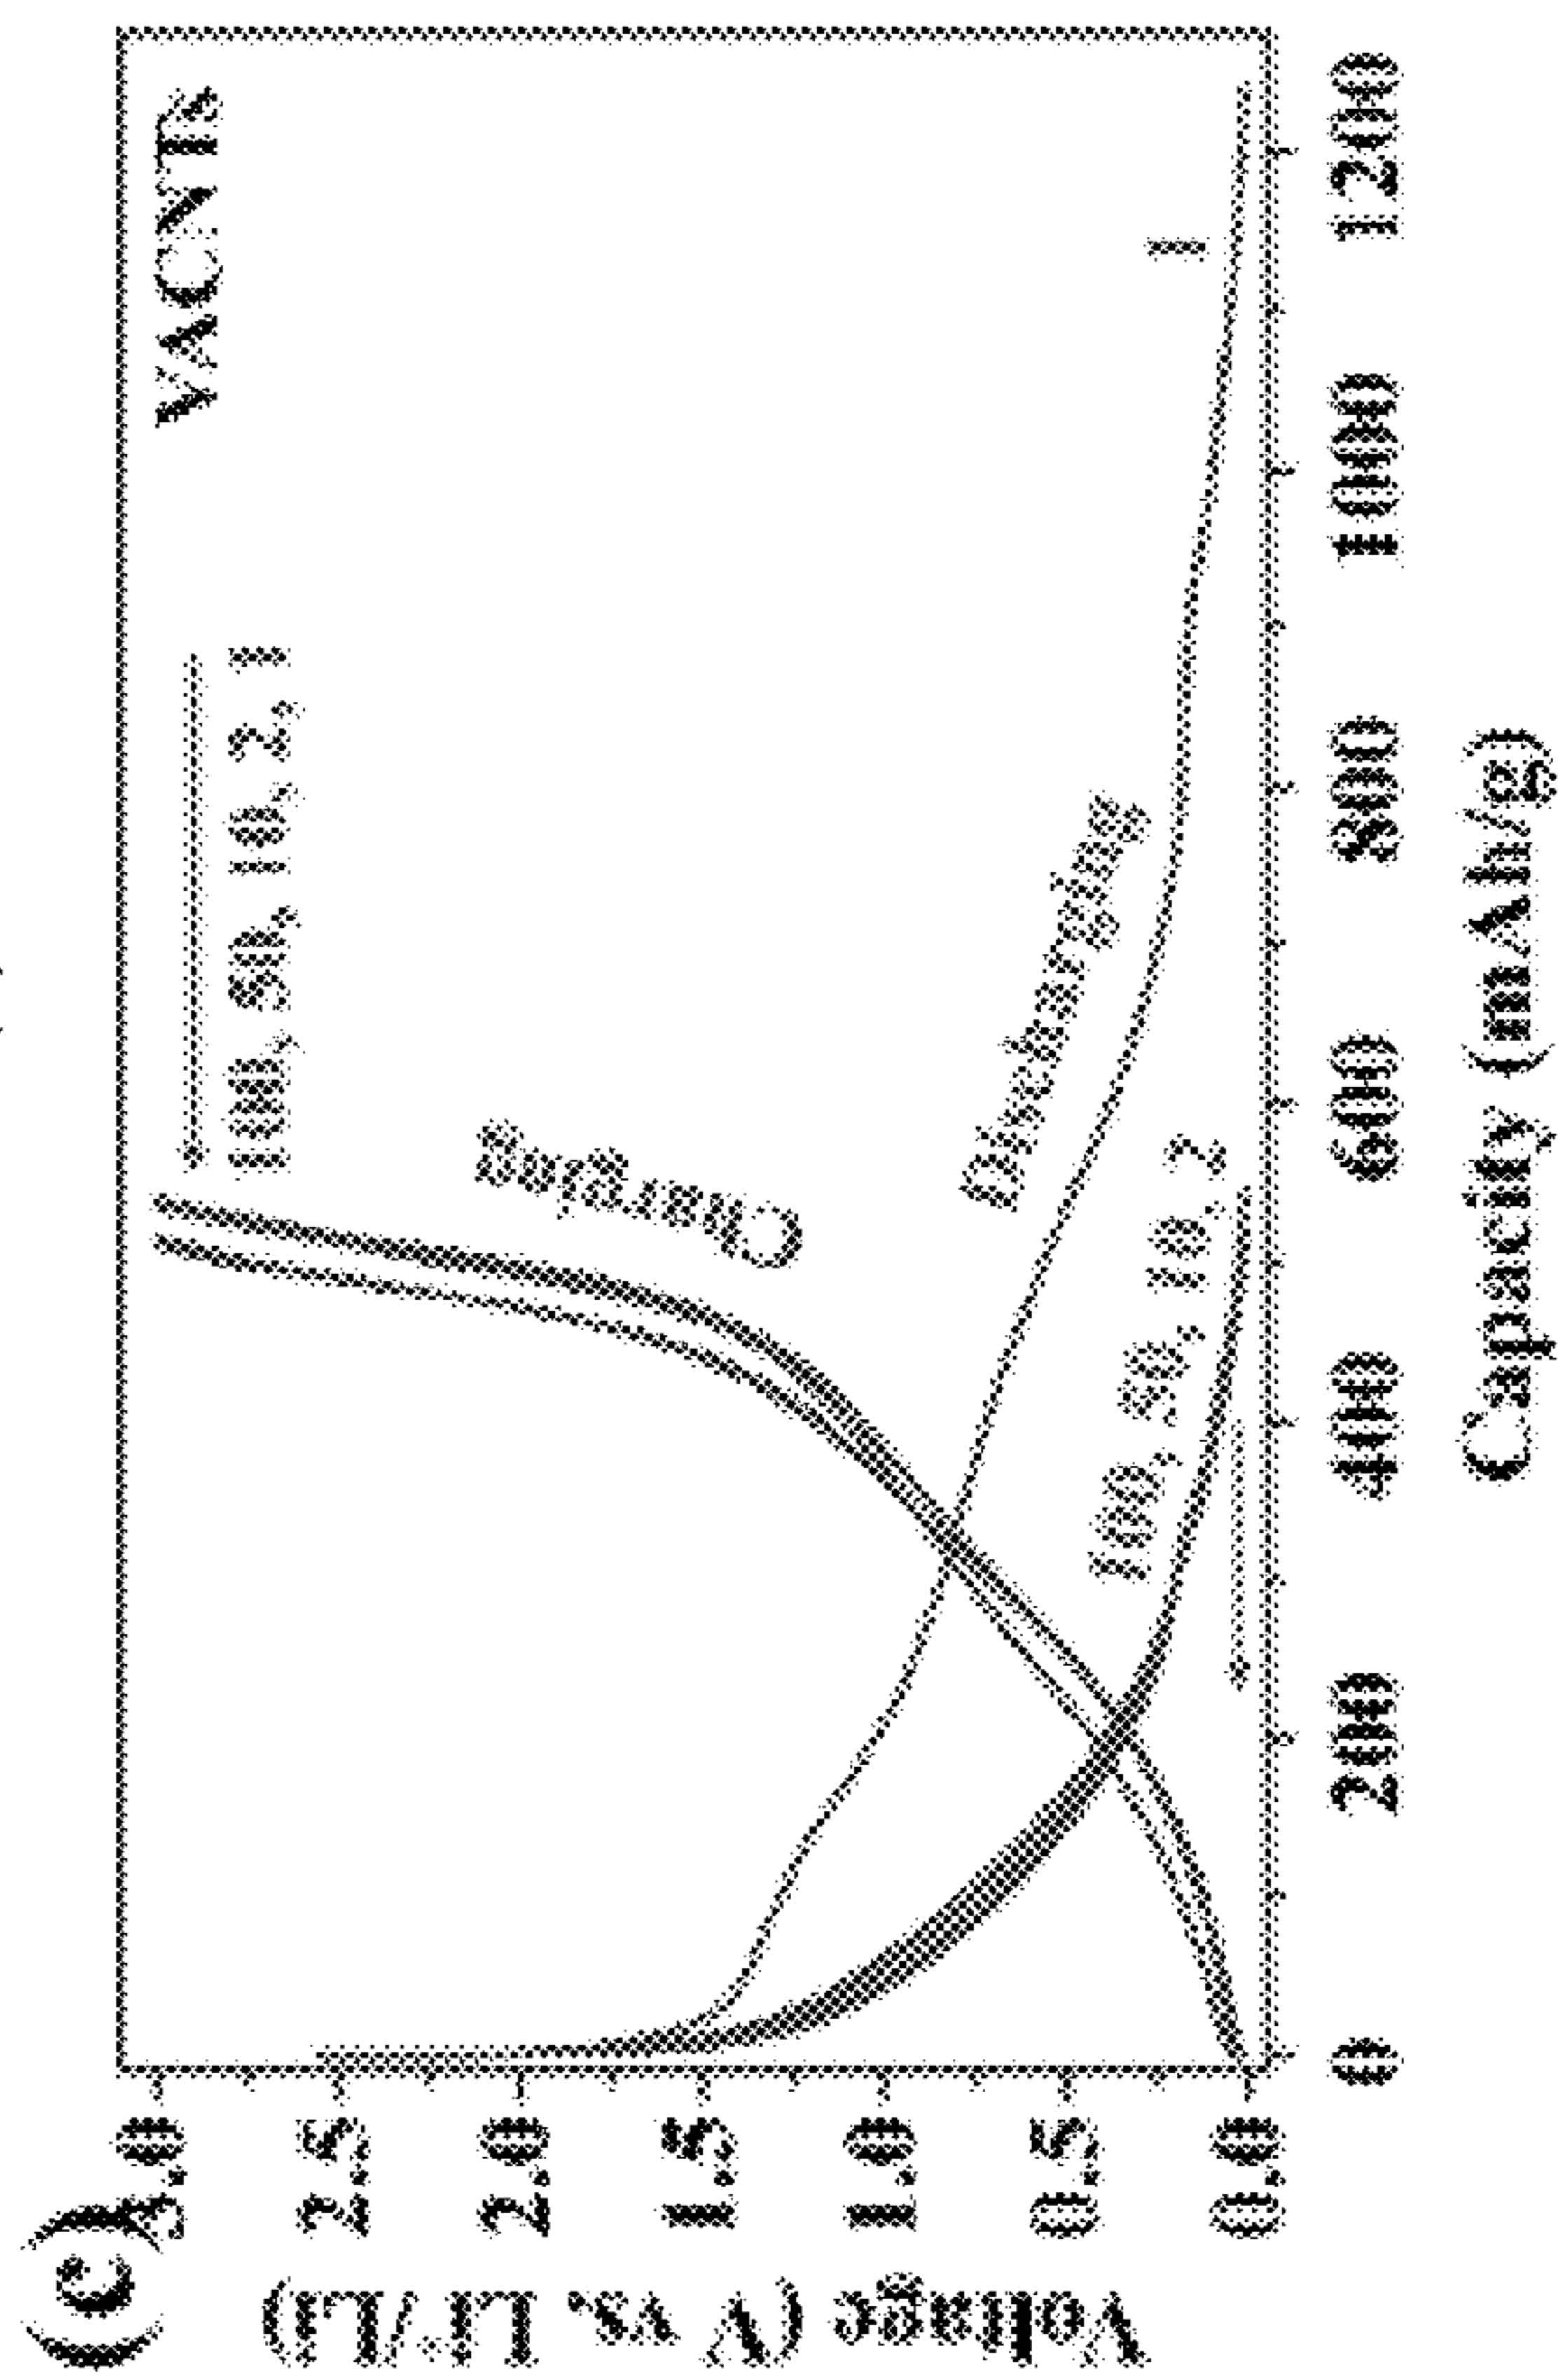 (c)
VACNTs
100, 50, 10, 2, 1
Charging
Discharging
100, 50, 10, 2
1
3.0
2.5
2.0
1.5
1.0
0.5
0.0
Voltage (V vs. Li⁺/Li)
0 200 400 600 800 1000 1200
Capacity (mAh/g)